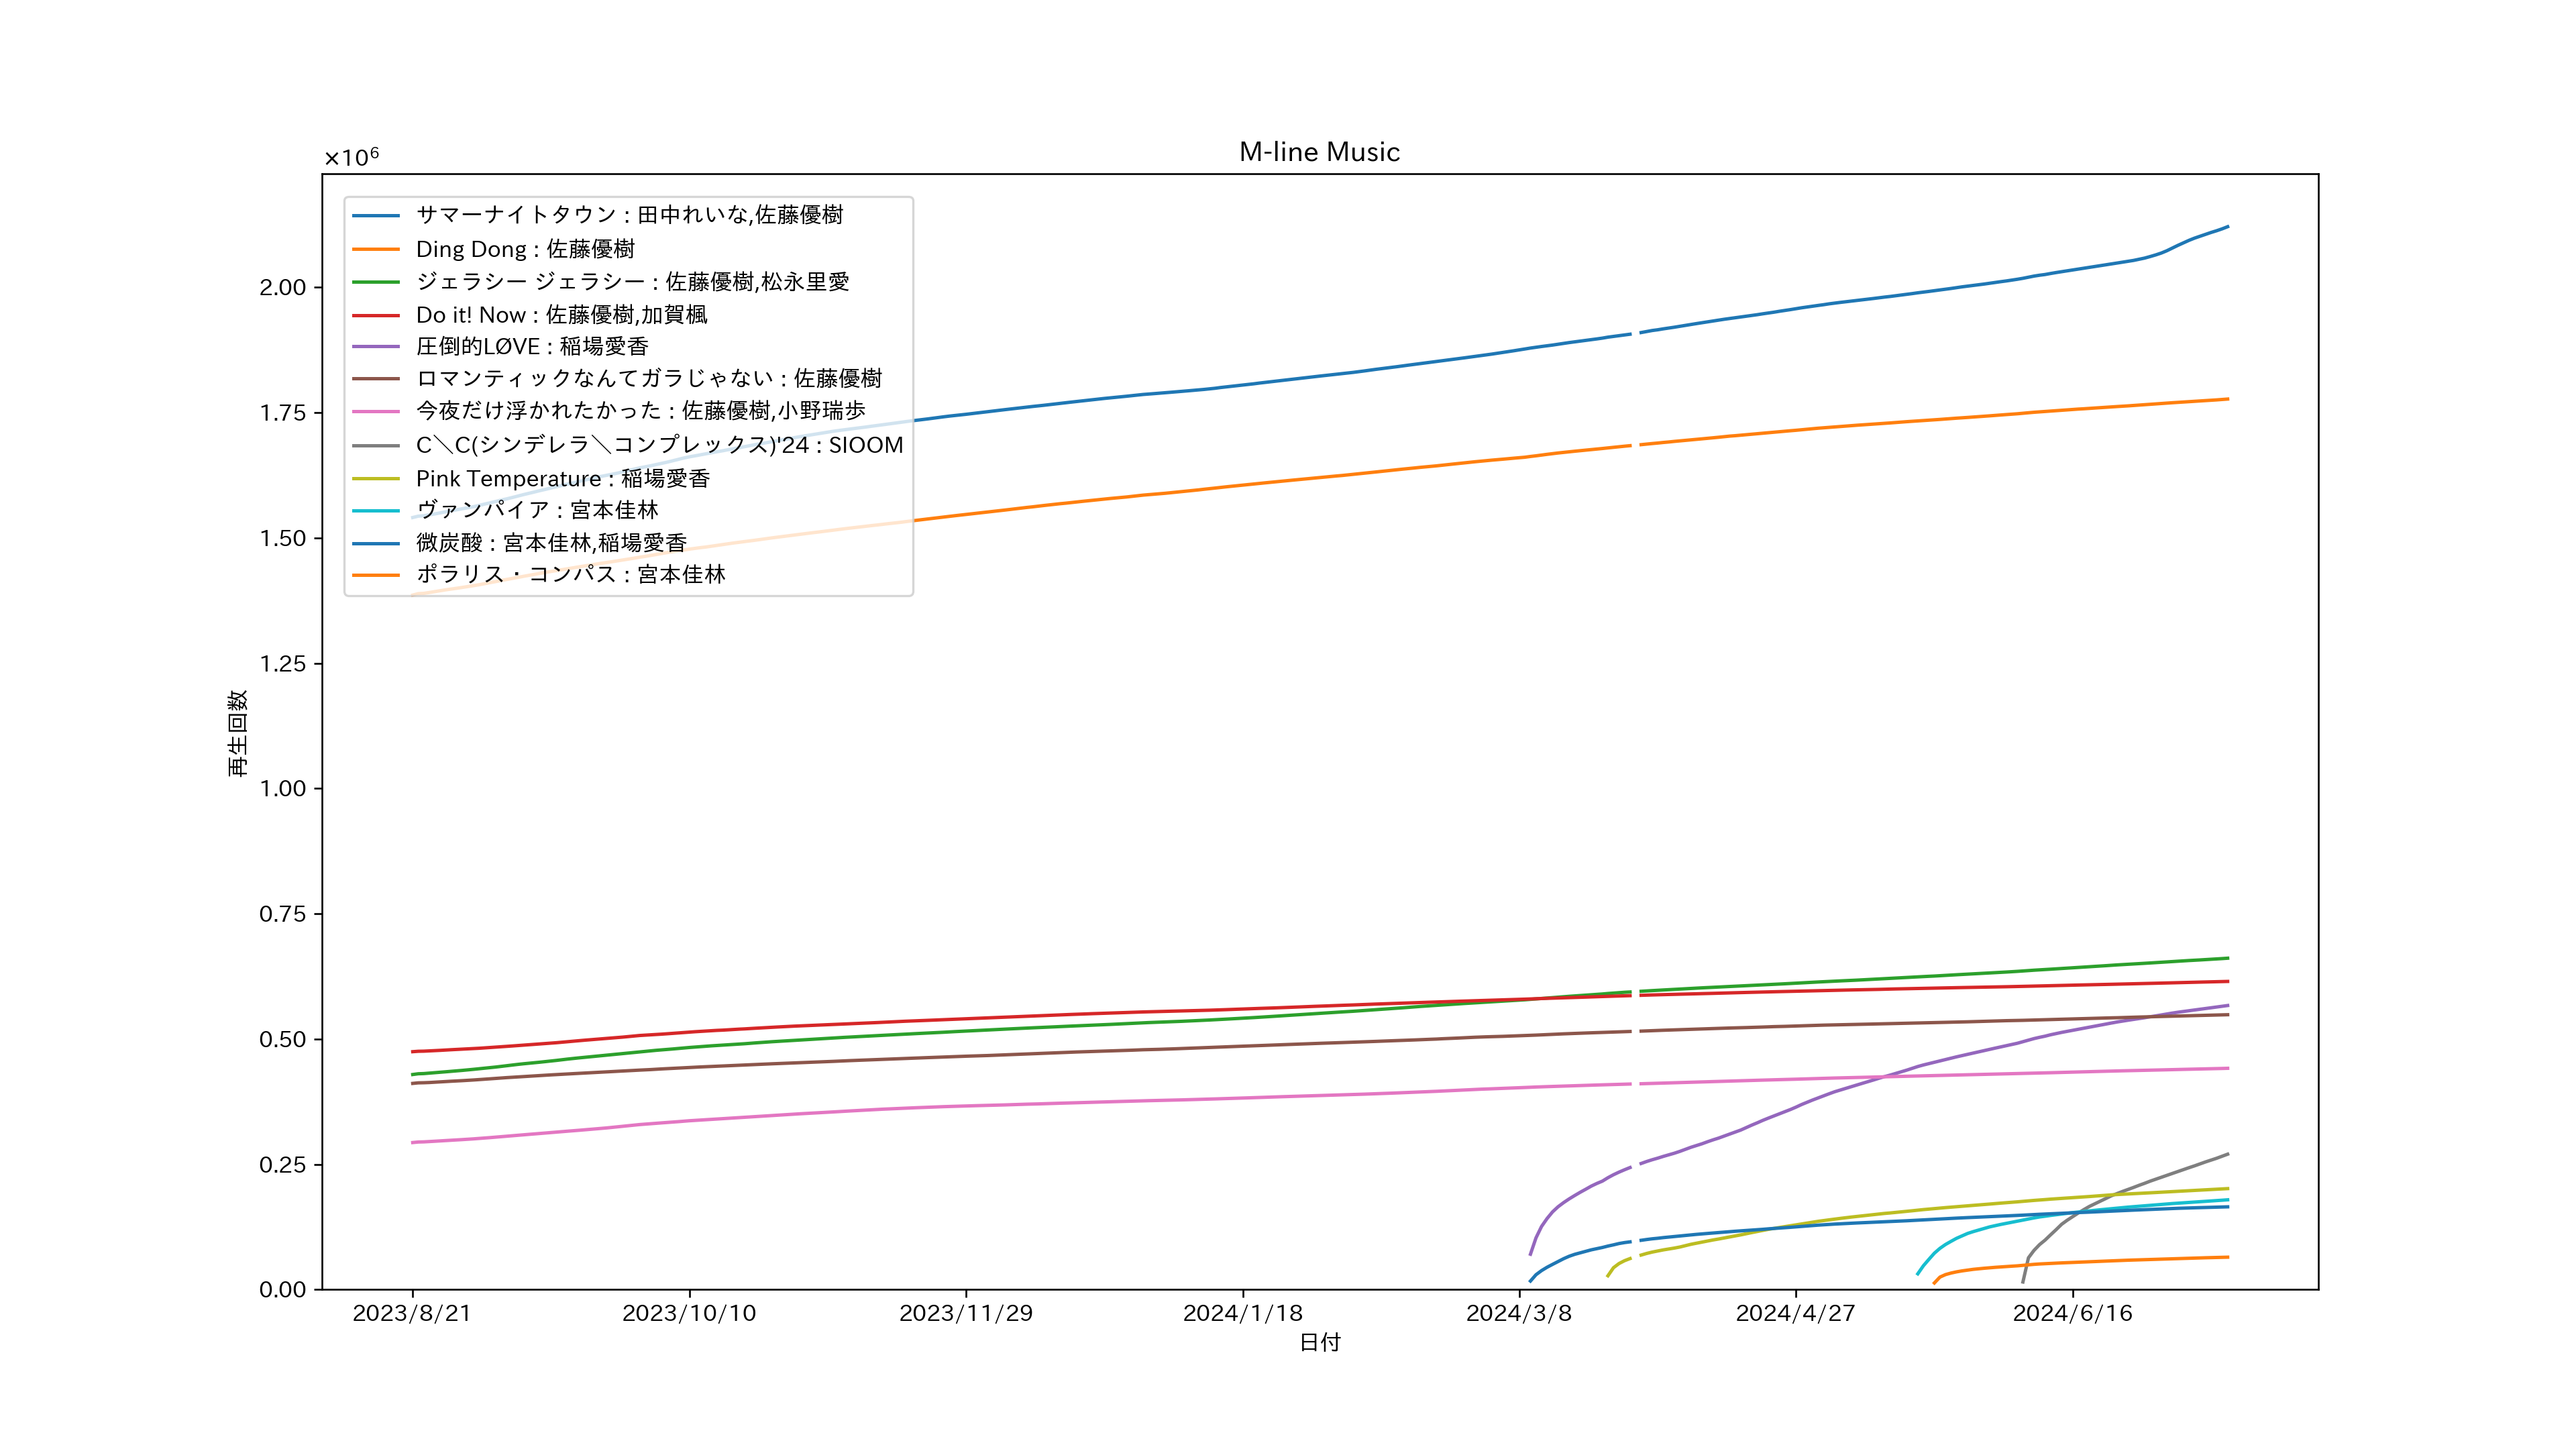 M-line Music
×10⁶
サマーナイトタウン : 田中れいな,佐藤優樹
Ding Dong : 佐藤優樹
ジェラシー ジェラシー : 佐藤優樹,松永里愛
Do it! Now : 佐藤優樹,加賀楓
圧倒的LØVE : 稲場愛香
ロマンティックなんてガラじゃない : 佐藤優樹
今夜だけ浮かれたかった : 佐藤優樹,小野瑞歩
C＼C(シンデレラ＼コンプレックス)'24 : SIOOM
Pink Temperature : 稲場愛香
ヴァンパイア : 宮本佳林
微炭酸 : 宮本佳林,稲場愛香
ポラリス・コンパス : 宮本佳林
2.00
1.75
1.50
1.25
1.00
0.75
0.50
0.25
0.00
再生回数
2023/8/21 2023/10/10 2023/11/29 2024/1/18 2024/3/8 2024/4/27 2024/6/16
日付